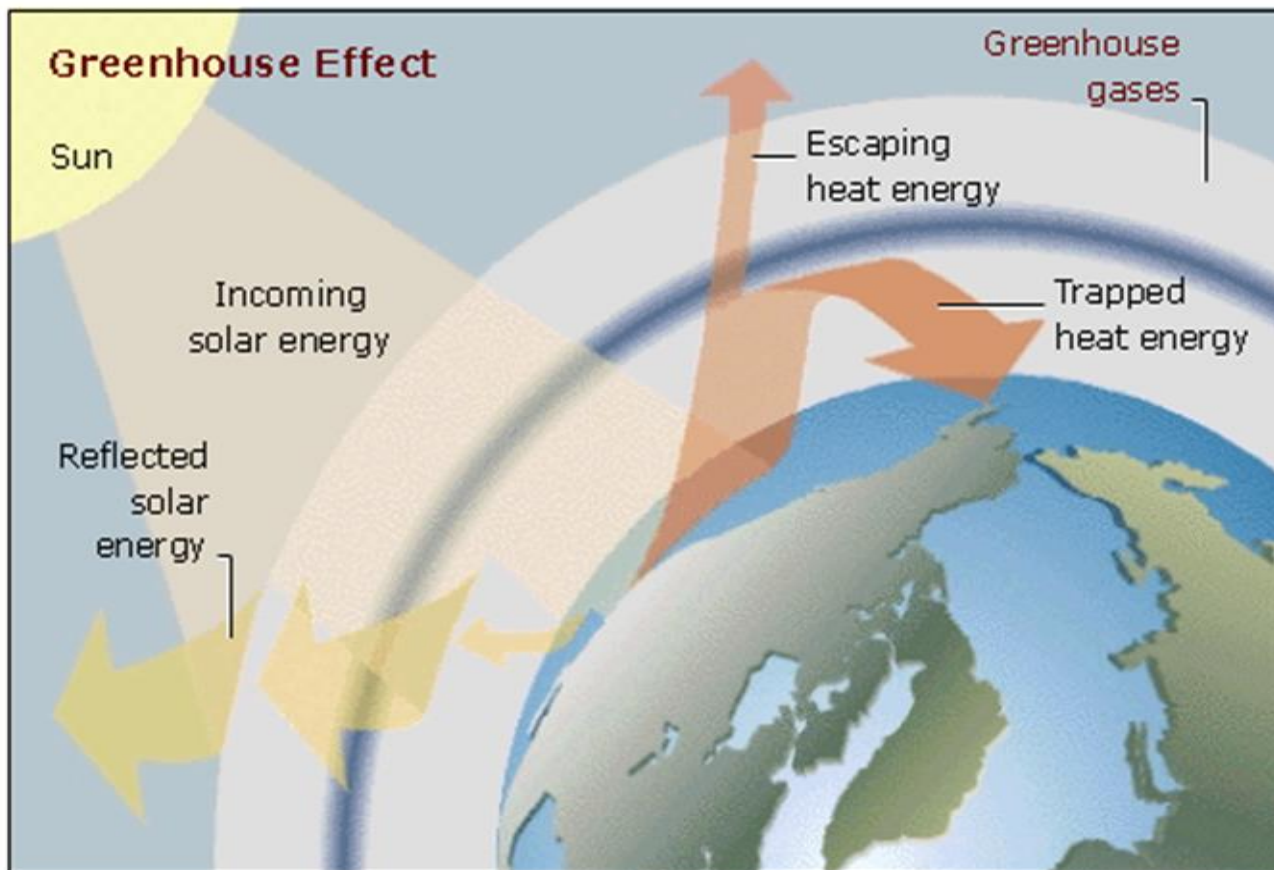 Greenhouse Effect
Sun
Greenhouse
gases
Escaping
heat energy
Incoming
solar energy
Trapped
heat energy
Reflected
solar
energy